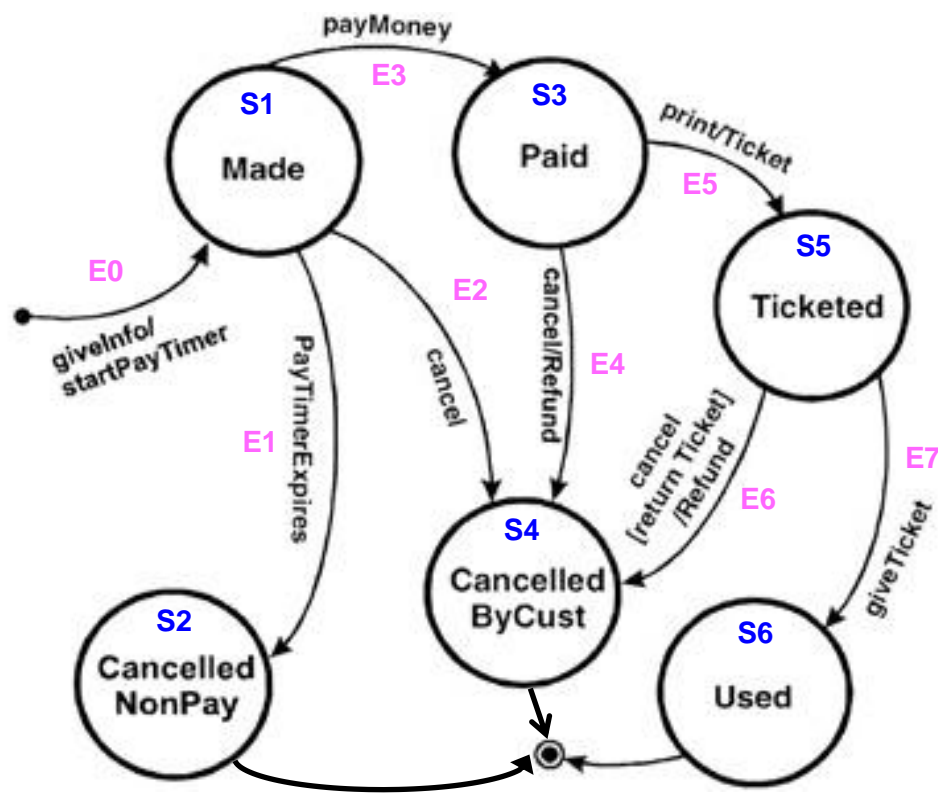 payMoney
E3
S1
Made
S3
Paid
print/Ticket
E5
S5
Ticketed
E0
giveInfo/
startPayTimer
E2
cancel
PayTimerExpires
E1
cancel/Refund
E4
cancel
[return Ticket]
/Refund
E6
E7
giveTicket
S4
Cancelled
ByCust
S2
Cancelled
NonPay
S6
Used